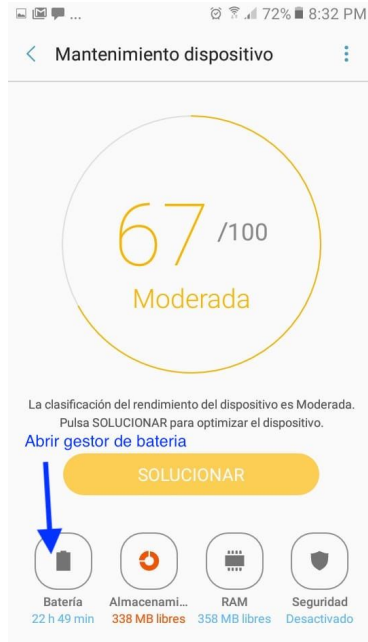 ... 72% 8:32 PM
Mantenimiento dispositivo
67 /100
Moderada
La clasificación del rendimiento del dispositivo es Moderada.
Pulsa SOLUCIONAR para optimizar el dispositivo.
Abrir gestor de bateria
SOLUCIONAR
Batería Almacenami... RAM Seguridad
22 h 49 min 338 MB libres 358 MB libres Desactivado